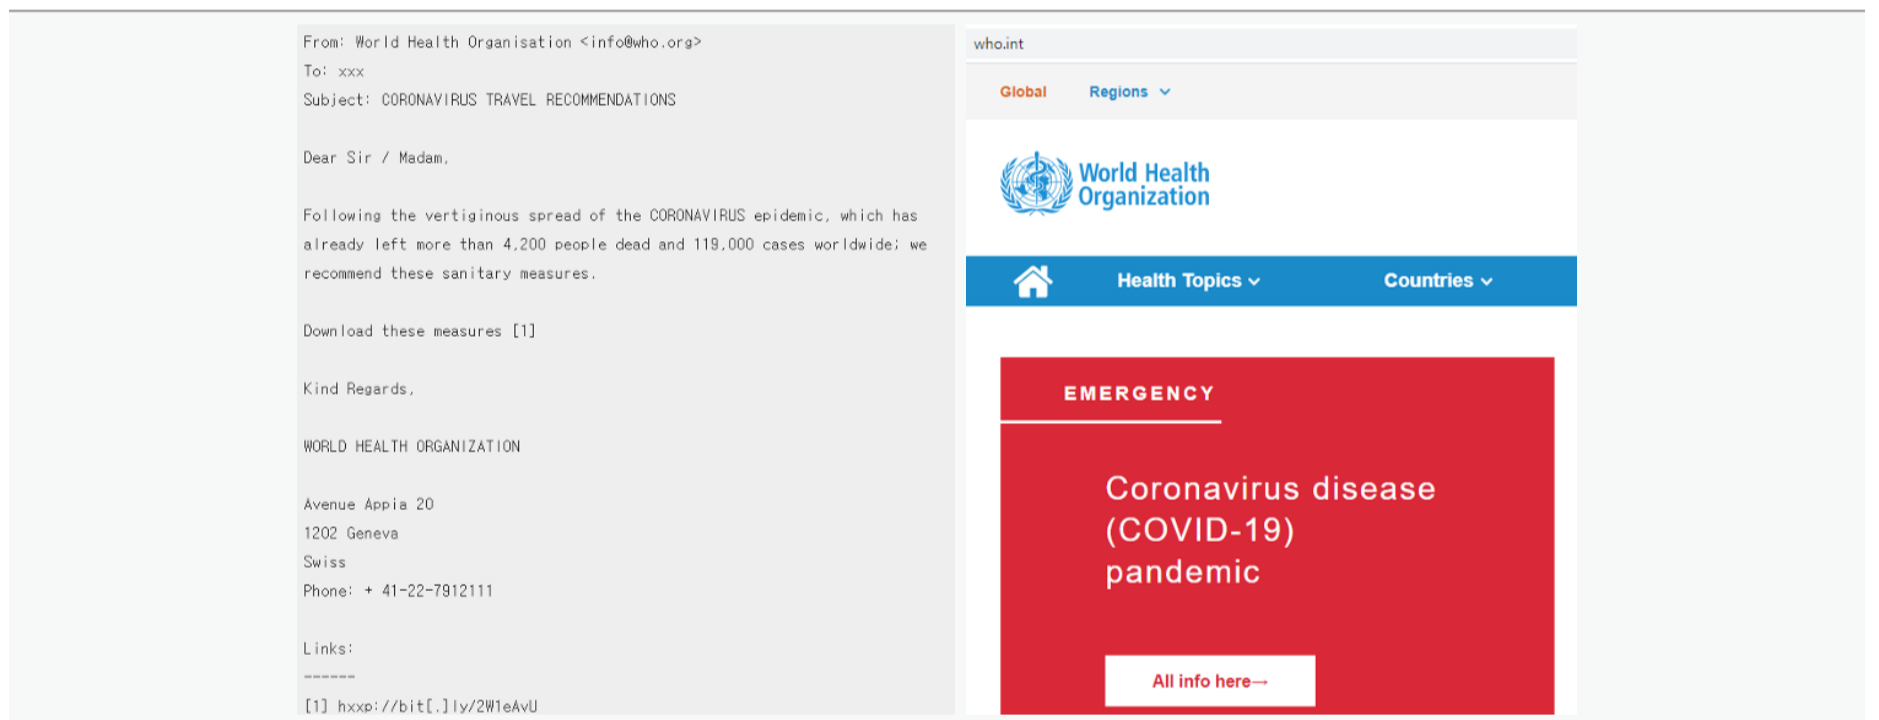 From: World Health Organisation <info@who.org>
To: xxx
Subject: CORONAVIRUS TRAVEL RECOMMENDATIONS
Dear Sir / Madam,
Following the vertiginous spread of the CORONAVIRUS epidemic, which has
already left more than 4,200 people dead and 119,000 cases worldwide; we
recommend these sanitary measures.
Download these measures [1]
Kind Regards,
WORLD HEALTH ORGANIZATION
Avenue Appia 20
1202 Geneva
Swiss
Phone: + 41-22-7912111
Links:
------
[1] hxxp://bit[.]ly/2W1eAvU
who.int
Global Regions
World Health
Organization
Health Topics Countries
EMERGENCY
Coronavirus disease
(COVID-19)
pandemic
All info here→